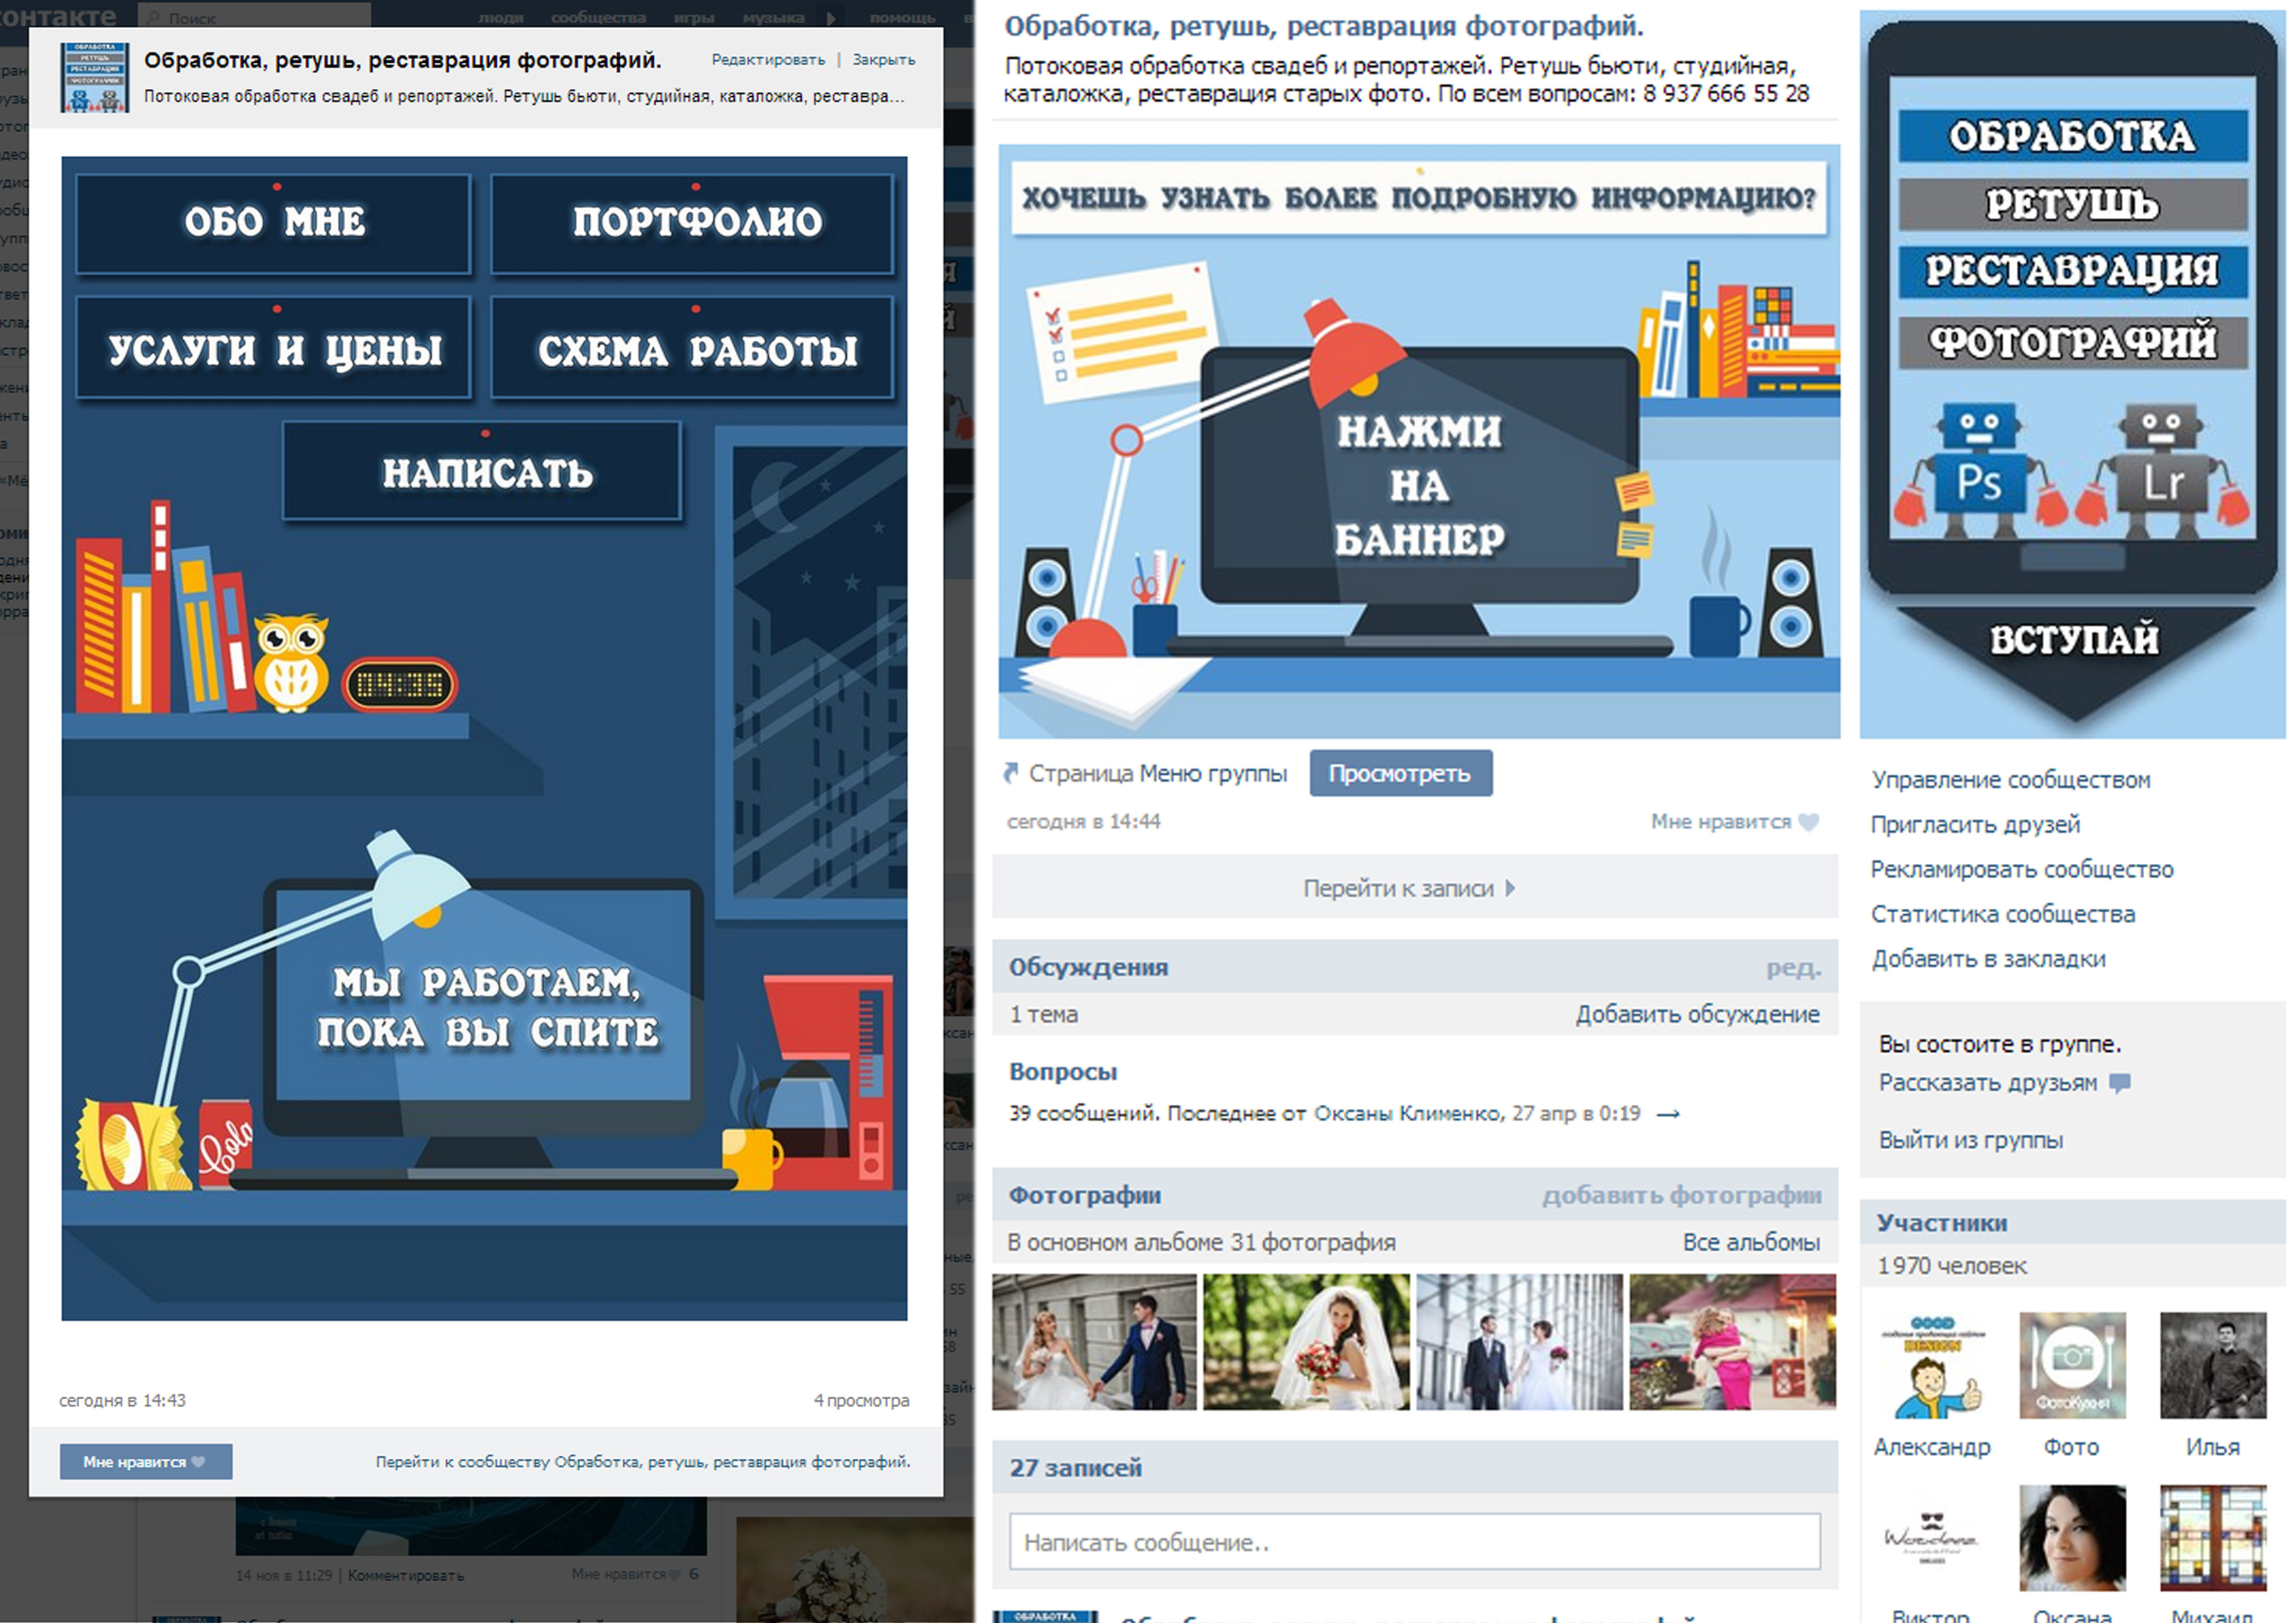 контакте
Поиск
люди сообщества игры музыка помощь
Обработка, ретушь, реставрация фотографий.
Редактировать | Закрыть
Потоковая обработка свадеб и репортажей. Ретушь бьюти, студийная, каталожка, реставра...
ОБО МНЕ
ПОРТФОЛИО
УСЛУГИ И ЦЕНЫ
СХЕМА РАБОТЫ
НАПИСАТЬ
04:35
МЫ РАБОТАЕМ,
ПОКА ВЫ СПИТЕ
Cola
сегодня в 14:43
4 просмотра
Мне нравится
Перейти к сообществу Обработка, ретушь, реставрация фотографий.
14 ноя в 11:29 | Комментировать
Мне нравится 6
Обработка, ретушь, реставрация фотографий.
Потоковая обработка свадеб и репортажей. Ретушь бьюти, студийная,
каталожка, реставрация старых фото. По всем вопросам: 8 937 666 55 28
ХОЧЕШЬ УЗНАТЬ БОЛЕЕ ПОДРОБНУЮ ИНФОРМАЦИЮ?
НАЖМИ
НА
БАННЕР
Страница Меню группы
Просмотреть
сегодня в 14:44
Мне нравится
Перейти к записи
Обсуждения
ред.
1 тема
Добавить обсуждение
Вопросы
39 сообщений. Последнее от Оксаны Клименко, 27 апр в 0:19 →
Фотографии
добавить фотографии
В основном альбоме 31 фотография
Все альбомы
27 записей
Написать сообщение..
ОБРАБОТКА
ОБРАБОТКА
РЕТУШЬ
РЕСТАВРАЦИЯ
ФОТОГРАФИЙ
Ps
Lr
ВСТУПАЙ
Управление сообществом
Пригласить друзей
Рекламировать сообщество
Статистика сообщества
Добавить в закладки
Вы состоите в группе.
Рассказать друзьям
Выйти из группы
Участники
1970 человек
GOOD
DESIGN
ФотоКухня
Александр
Фото
Илья
Виктор
Оксана
Михаил